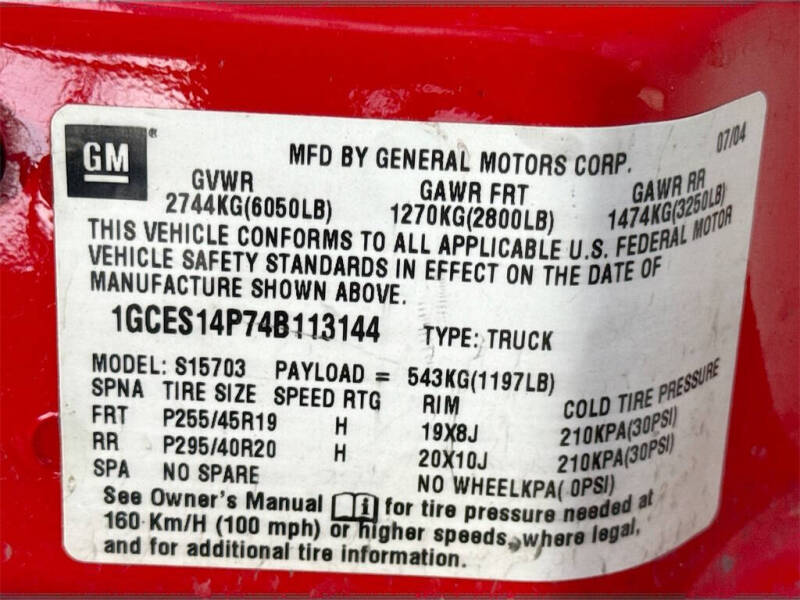 GM ®
MFD BY GENERAL MOTORS CORP. 07/04
GVWR GAWR FRT GAWR RR
2744KG(6050LB) 1270KG(2800LB) 1474KG(3250LB)
THIS VEHICLE CONFORMS TO ALL APPLICABLE U.S. FEDERAL MOTOR
VEHICLE SAFETY STANDARDS IN EFFECT ON THE DATE OF
MANUFACTURE SHOWN ABOVE.
1GCES14P74B113144 TYPE: TRUCK
MODEL: S15703 PAYLOAD = 543KG(1197LB)
SPNA TIRE SIZE SPEED RTG RIM COLD TIRE PRESSURE
FRT P255/45R19 H 19X8J 210KPA(30PSI)
RR P295/40R20 H 20X10J 210KPA(30PSI)
SPA NO SPARE NO WHEELKPA( 0PSI)
See Owner's Manual i for tire pressure needed at
160 Km/H (100 mph) or higher speeds, where legal,
and for additional tire information.